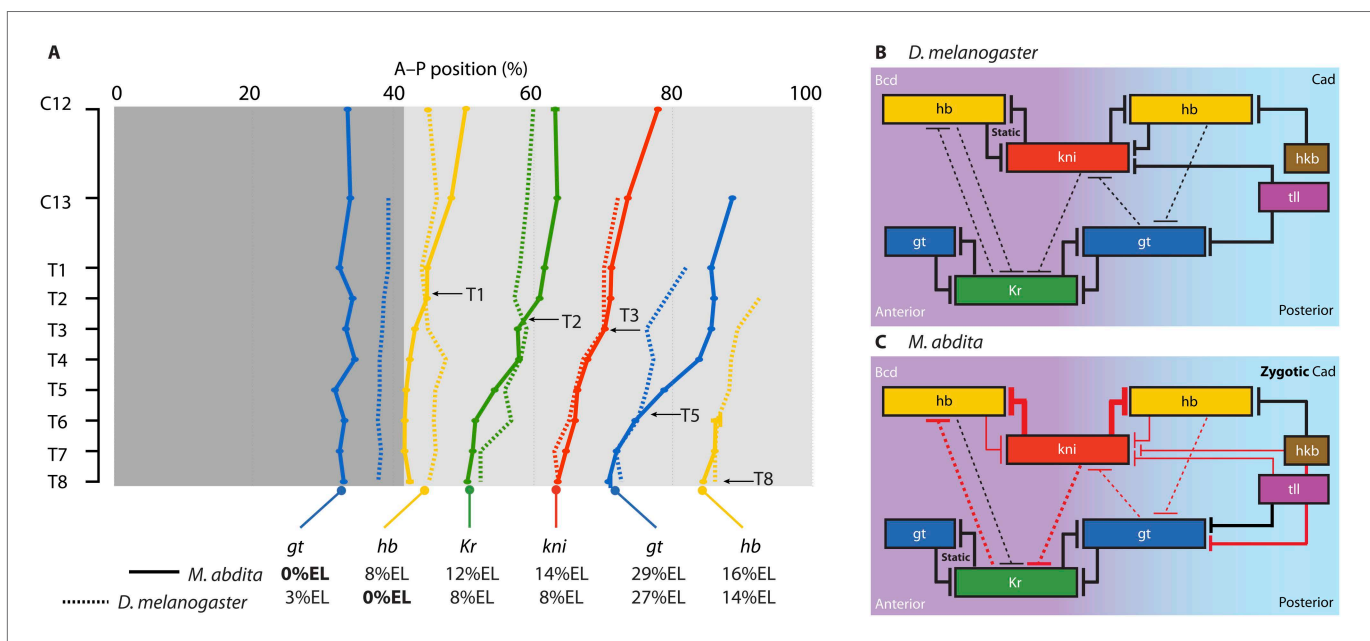 A
A–P position (%)
0 20 40 60 80 100
C12
C13
T1
T2
T3
T4
T5
T6
T7
T8
T1
T2
T3
T5
T8
gt hb Kr kni gt hb
M. abdita 0%EL 8%EL 12%EL 14%EL 29%EL 16%EL
D. melanogaster 3%EL 0%EL 8%EL 8%EL 27%EL 14%EL
B D. melanogaster
Bcd Cad
hb hb
Static
kni hkb
tll
gt gt
Kr
Anterior Posterior
C M. abdita
Bcd Zygotic Cad
hb hb
kni hkb
tll
gt gt
Static
Kr
Anterior Posterior